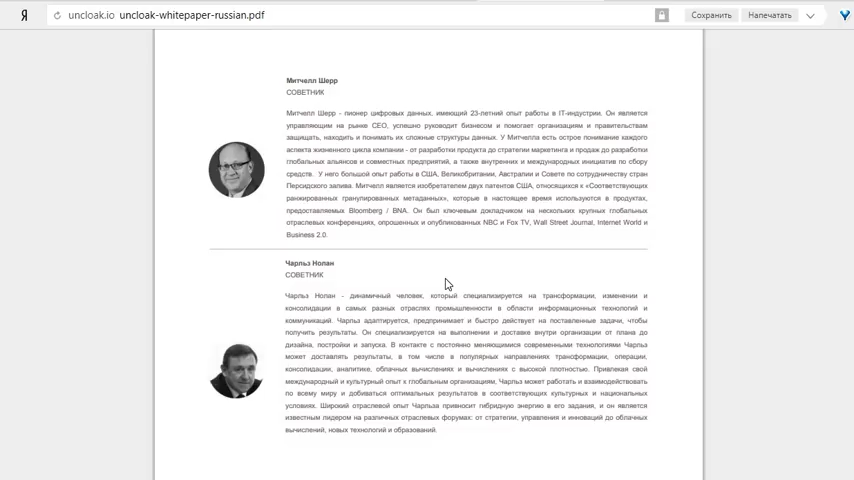 Я uncloak.io uncloak-whitepaper-russian.pdf Сохранить Напечатать
Митчелл Шерр
СОВЕТНИК
Митчелл Шерр - пионер цифровых данных, имеющий 23-летний опыт работы в IT-индустрии. Он является
управляющим на рынке CEO, успешно руководит бизнесом и помогает организациям и правительствам
защищать, находить и понимать их сложные структуры данных. У Митчелла есть острое понимание каждого
аспекта жизненного цикла компании - от разработки продукта до стратегии маркетинга и продаж до разработки
глобальных альянсов и совместных предприятий, а также внутренних и международных инициатив по сбору
средств. У него большой опыт работы в США, Великобритании, Австралии и Совете по сотрудничеству стран
Персидского залива. Митчелл является изобретателем двух патентов США, относящихся к «Соответствующих
ранжированных гранулированных метаданных», которые в настоящее время используются в продуктах,
предоставляемых Bloomberg / BNA. Он был ключевым докладчиком на нескольких крупных глобальных
отраслевых конференциях, опрошенных и опубликованных NBC и Fox TV, Wall Street Journal, Internet World и
Business 2.0.
Чарльз Нолан
СОВЕТНИК
Чарльз Нолан - динамичный человек, который специализируется на трансформации, изменении и
консолидации в самых разных отраслях промышленности в области информационных технологий и
коммуникаций. Чарльз адаптируется, предпринимает и быстро действует на поставленные задачи, чтобы
получить результаты. Он специализируется на выполнении и доставке внутри организации от плана до
дизайна, постройки и запуска. В контакте с постоянно меняющимися современными технологиями Чарльз
может доставлять результаты, в том числе в популярных направлениях трансформации, операции,
консолидации, аналитике, облачных вычислениях и вычислениях с высокой плотностью. Привлекая свой
международный и культурный опыт к глобальным организациям, Чарльз может работать и взаимодействовать
по всему миру и добиваться оптимальных результатов в соответствующих культурных и национальных
условиях. Широкий отраслевой опыт Чарльза привносит гибридную энергию в его задания, и он является
известным лидером на различных отраслевых форумах: от стратегии, управления и инноваций до облачных
вычислений, новых технологий и образований.